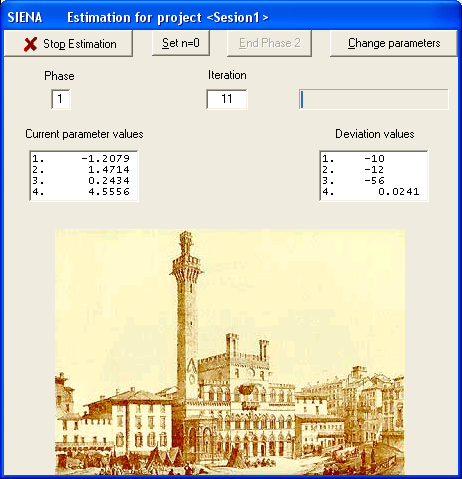 SIENA Estimation for project <Sesion1>
Stop Estimation Set n=0 End Phase 2 Change parameters
Phase Iteration
1 11
Current parameter values Deviation values
1. -1.2079 1. -10
2. 1.4714 2. -12
3. 0.2434 3. -56
4. 4.5556 4. 0.0241